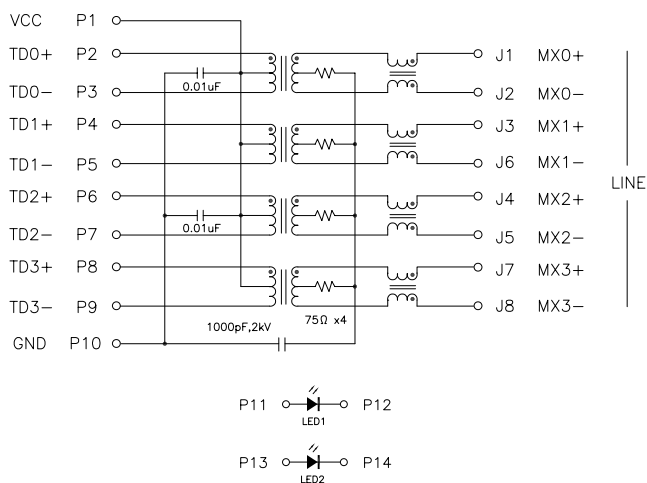 VCC P1
TD0+ P2 J1 MX0+
0.01uF
TD0- P3 J2 MX0-
TD1+ P4 J3 MX1+
TD1- P5 J6 MX1-
LINE
TD2+ P6 J4 MX2+
0.01uF
TD2- P7 J5 MX2-
TD3+ P8 J7 MX3+
TD3- P9 J8 MX3-
1000pF,2kV 75Ω x4
GND P10
P11 P12
LED1
P13 P14
LED2